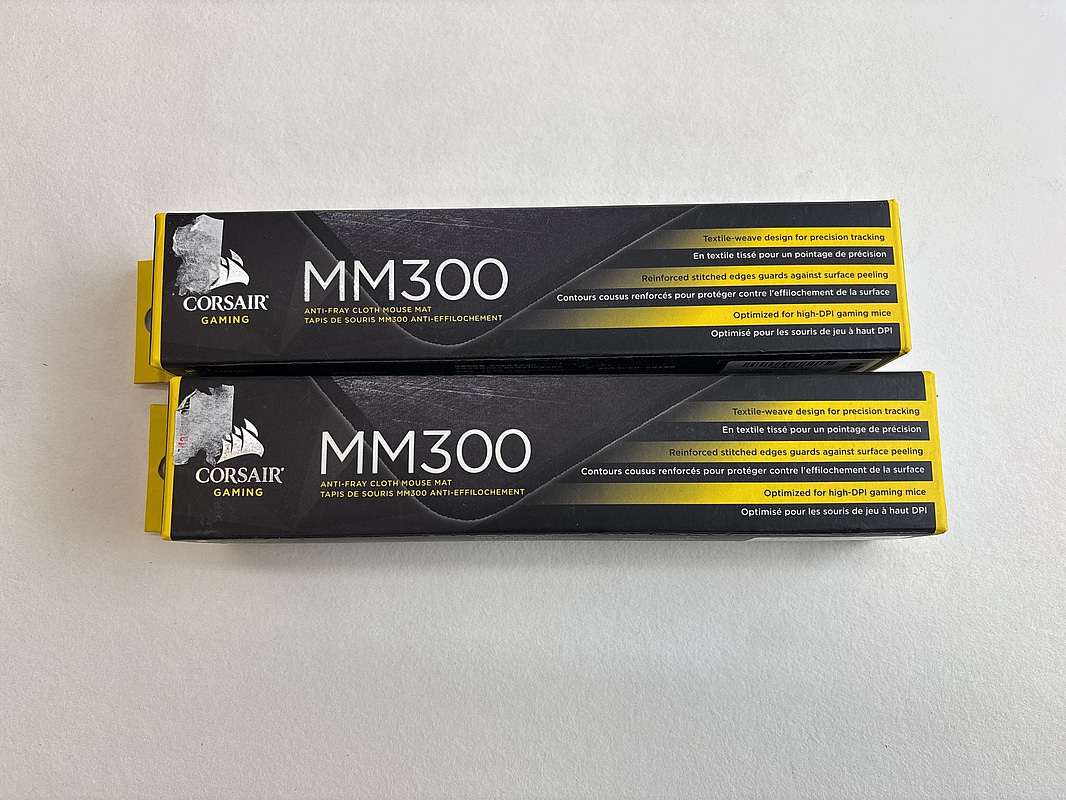 CORSAIR
GAMING
MM300
ANTI-FRAY CLOTH MOUSE MAT
TAPIS DE SOURIS MM300 ANTI-EFFILOCHEMENT
Textile-weave design for precision tracking
En textile tissé pour un pointage de précision
Reinforced stitched edges guards against surface peeling
Contours cousus renforcés pour protéger contre l'effilochement de la surface
Optimized for high-DPI gaming mice
Optimisé pour les souris de jeu à haut DPI
CORSAIR
GAMING
MM300
ANTI-FRAY CLOTH MOUSE MAT
TAPIS DE SOURIS MM300 ANTI-EFFILOCHEMENT
Textile-weave design for precision tracking
En textile tissé pour un pointage de précision
Reinforced stitched edges guards against surface peeling
Contours cousus renforcés pour protéger contre l'effilochement de la surface
Optimized for high-DPI gaming mice
Optimisé pour les souris de jeu à haut DPI